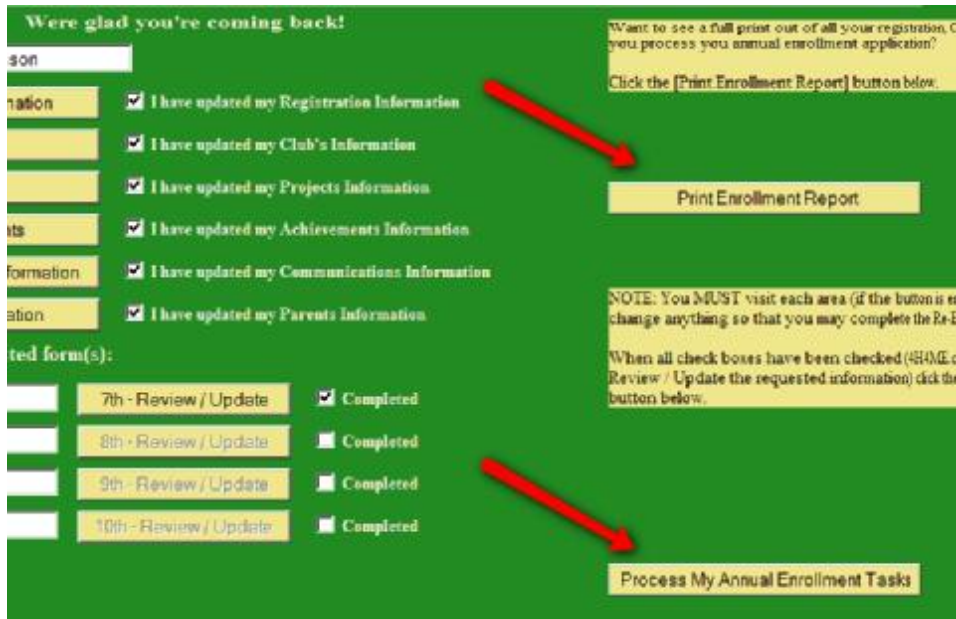 Were glad you're coming back!
son
nation
I have updated my Registration Information
I have updated my Club's Information
I have updated my Projects Information
nts
I have updated my Achievements Information
formation
I have updated my Communications Information
ation
I have updated my Parents Information
ted form(s):
7th - Review / Update
Completed
8th - Review / Update
Completed
9th - Review / Update
Completed
10th - Review / Update
Completed
Want to see a full print out of all your registration,
you process you annual enrollment application?
Click the [Print Enrollment Report] button below.
Print Enrollment Report
NOTE: You MUST visit each area (if the button is
change anything so that you may complete the
When all check boxes have been checked (4H4ME
Review / Update the requested information) click the
button below.
Process My Annual Enrollment Tasks